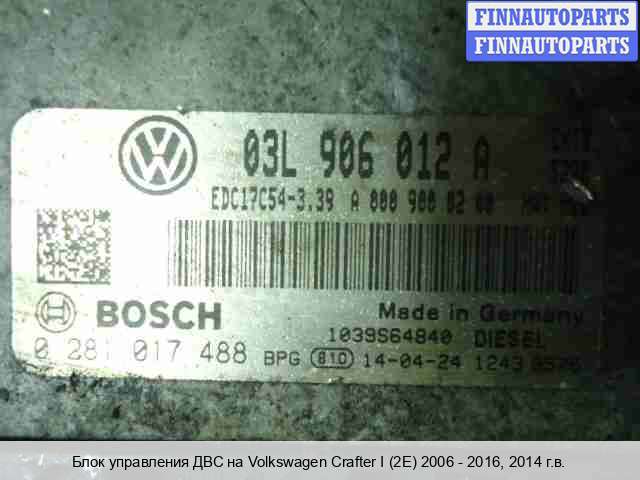 FINNAUTOPARTS
FINNAUTOPARTS
03L 906 012 A
EDC17C54-3.39 A 000 900 02 00
BOSCH
Made in Germany
1039S64840 DIESEL
0 281 017 488 BPG 810 14-04-24 1243
Блок управления ДВС на Volkswagen Crafter I (2E) 2006 - 2016, 2014 г.в.